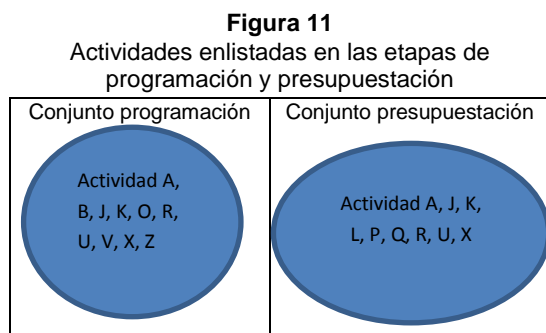 Figura 11
Actividades enlistadas en las etapas de
programación y presupuestación
Conjunto programación
Actividad A,
B, J, K, O, R,
U, V, X, Z
Conjunto presupuestación
Actividad A, J, K,
L, P, Q, R, U, X